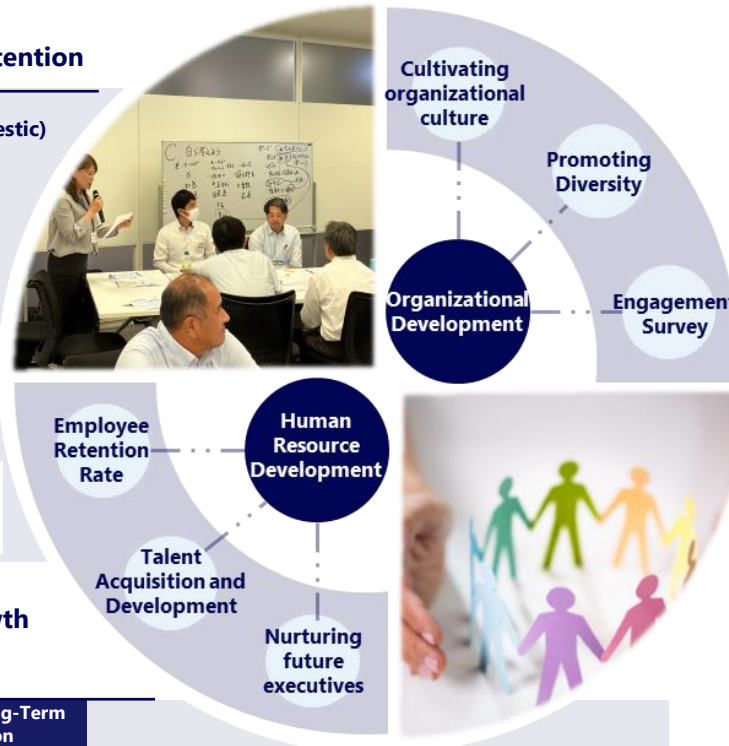 tention
estic)
Cultivating
organizational
culture
Promoting
Diversity
Organizational
Development
Engagement
Survey
Employee
Retention
Rate
Human
Resource
Development
Talent
Acquisition and
Development
Nurturing
future
executives
wth
g-Term
on